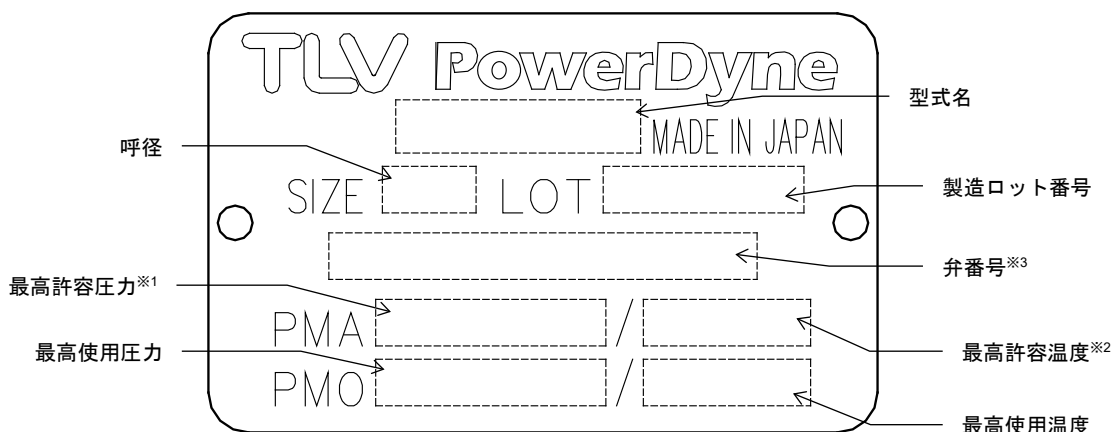 TLV PowerDyne
型式名
MADE IN JAPAN
呼径
SIZE
LOT
製造ロット番号
弁番号※3
最高許容圧力※1
PMA /
最高許容温度※2
最高使用圧力
PMO /
最高使用温度